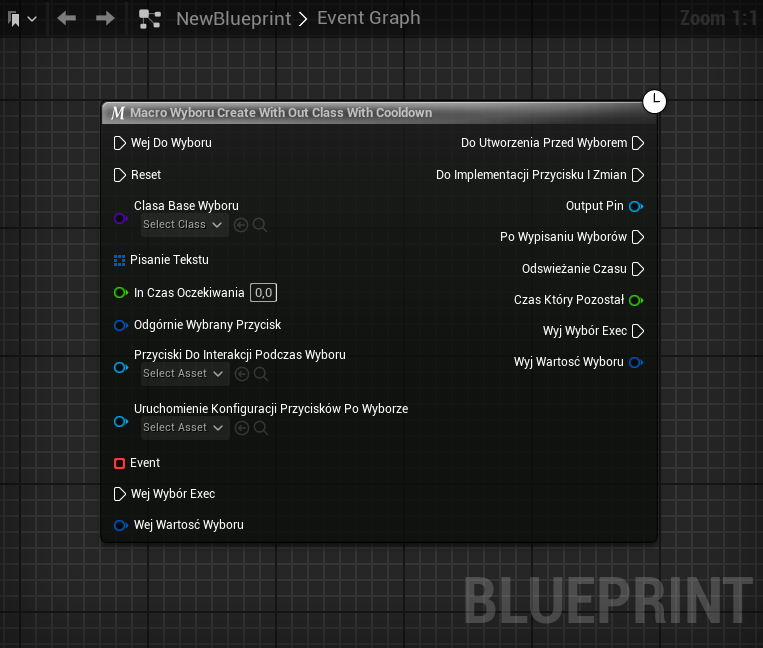 NewBlueprint > Event Graph
Zoom 1:1
Macro Wyboru Create With Out Class With Cooldown
Wej Do Wyboru
Do Utworzenia Przed Wyborem
Reset
Do Implementacji Przycisku I Zmian
Clasa Base Wyboru
Select Class
Output Pin
Po Wypisaniu Wyborów
Pisanie Tekstu
Odswieżanie Czasu
In Czas Oczekiwania 0,0
Czas Który Pozostał
Odgórnie Wybrany Przycisk
Wyj Wybór Exec
Przyciski Do Interakcji Podczas Wyboru
Select Asset
Wyj Wartosć Wyboru
Uruchomienie Konfiguracji Przycisków Po Wyborze
Select Asset
Event
Wej Wybór Exec
Wej Wartosć Wyboru
BLUEPRINT